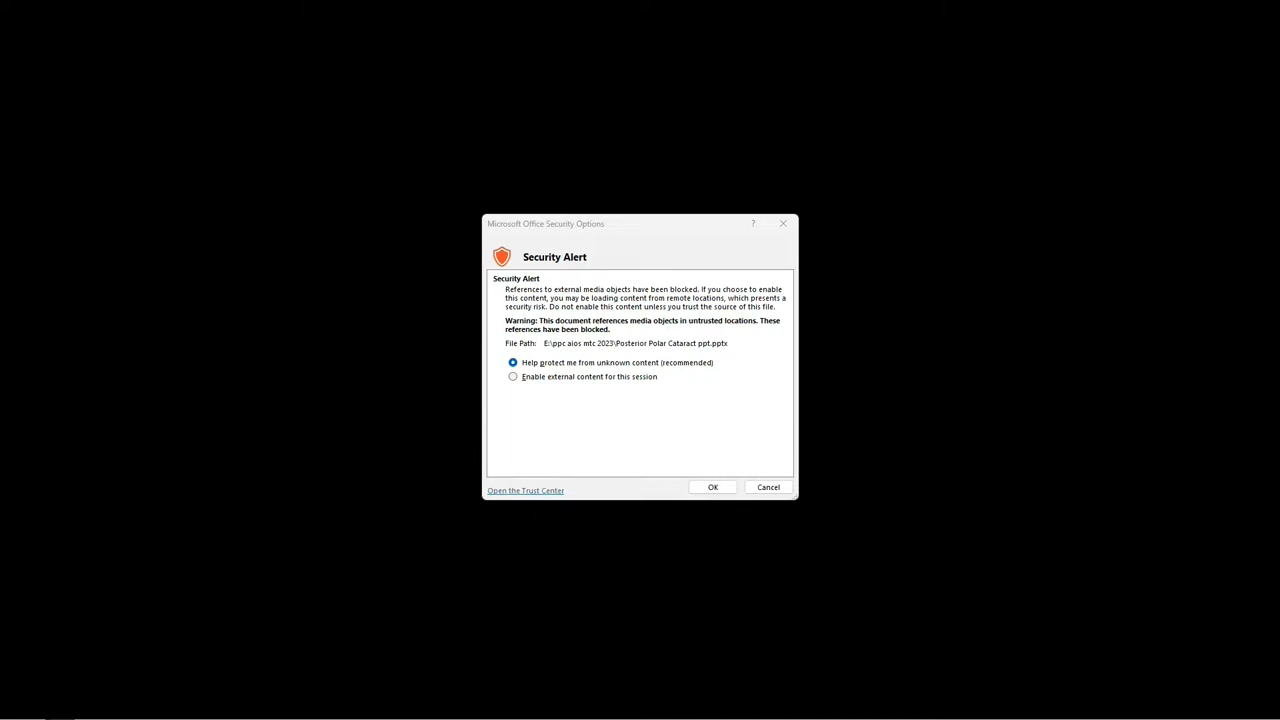 Microsoft Office Security Options
?
Security Alert
Security Alert
References to external media objects have been blocked. If you choose to enable
this content, you may be loading content from remote locations, which presents a
security risk. Do not enable this content unless you trust the source of this file.
Warning: This document references media objects in untrusted locations. These
references have been blocked.
File Path: E:\ppc aios mtc 2023\Posterior Polar Cataract ppt.pptx
Help protect me from unknown content (recommended)
Enable external content for this session
Open the Trust Center
OK
Cancel